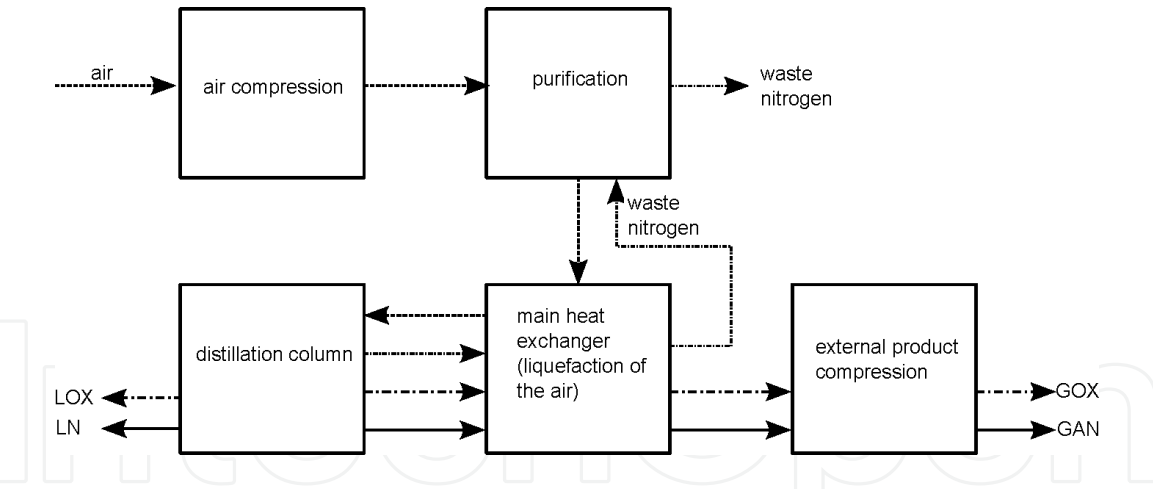 air
air compression
purification
waste
nitrogen
waste
nitrogen
distillation column
main heat
exchanger
(liquefaction of
the air)
external product
compression
LOX
LN
GOX
GAN